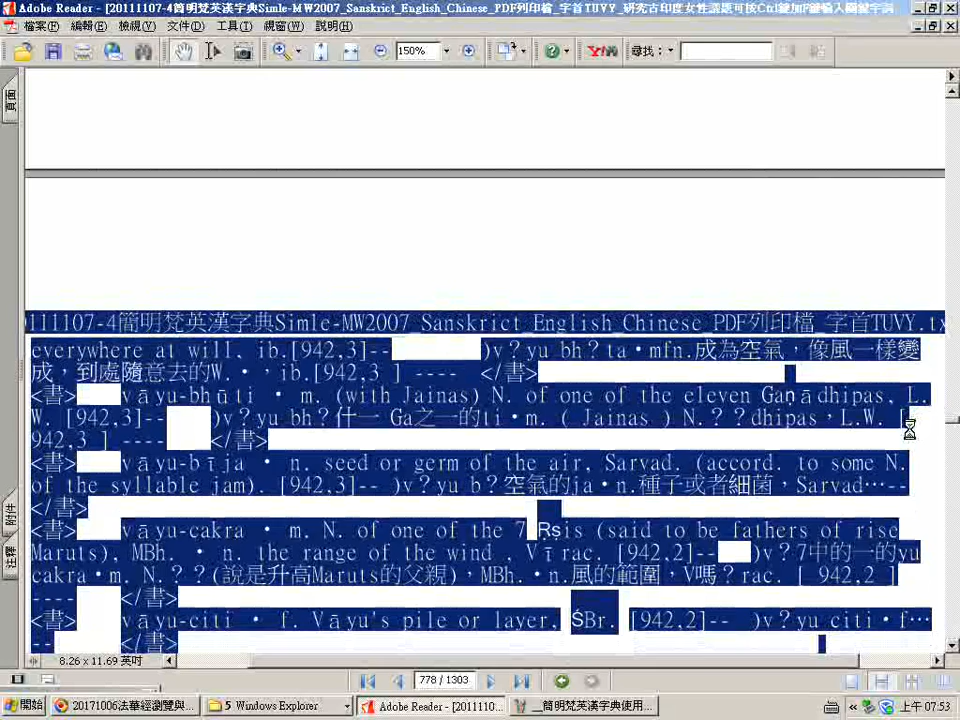 Adobe Reader - [20111107-4簡明梵英漢字典Simle-MW2007_Sanskrict_English_Chinese_PDF列印檔_字首TUVY_研究古印度女性議題可按Ctrl鍵加F鍵輸入關鍵字詞
檔案(F) 編輯(E) 檢視(V) 文件(D) 工具(T) 視窗(W) 說明(H)
150% 尋找:
頁面
0111107-4簡明梵英漢字典Simle-MW2007_Sanskrict_English_Chinese_PDF列印檔_字首TUVY.tx
everywhere at will, ib.[942,3]-- )v？yu bh？ta‧mfn.成為空氣，像風一樣變
成，到處隨意去的W.‧，ib.[942,3 ] ---- </書>
<書> vāyu-bhūti ‧ m. (with Jainas) N. of one of the eleven Gaṇādhipas, L.
W. [942,3]-- )v？yu bh？什一 Ga之一的ti‧m. ( Jainas ) N.？？dhipas，L.W. [
942,3 ] ---- </書>
<書> vāyu-bīja ‧ n. seed or germ of the air, Sarvad. (accord. to some N.
of the syllable jam). [942,3]-- )v？yu b？空氣的ja‧n.種子或者細菌，Sarvad…--
</書>
<書> vāyu-cakra ‧ m. N. of one of the 7 Ṛṣis (said to be fathers of rise
Maruts), MBh. ‧ n. the range of the wind , Vīrac. [942,2]-- )v？7中的一的yu
cakra‧m. N.？？(說是升高Maruts的父親)，MBh.‧n.風的範圍，V嗎？rac. [ 942,2 ]
---- </書>
<書> vāyu-citi ‧ f. Vāyu's pile or layer, ŚBr. [942,2]-- )v？yu citi‧f…
-- </書>
附件
注釋
8.26 x 11.69 英吋
778 / 1303
開始 20171006法華經瀏覽與... 5 Windows Explorer Adobe Reader - [2011110... __簡明梵英漢字典使用... 上午 07:53